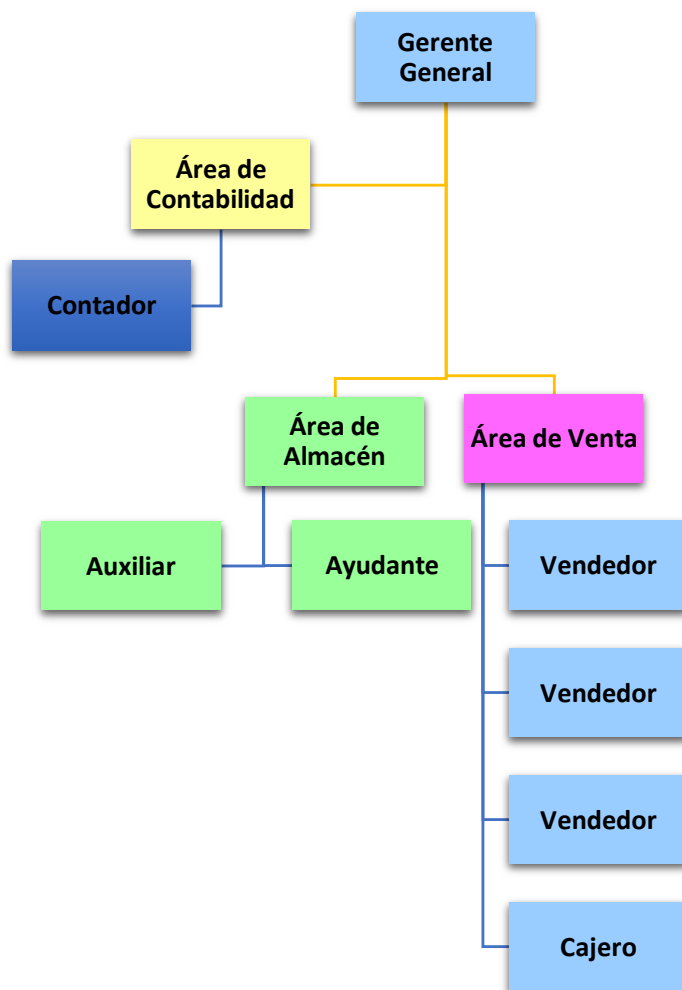 Gerente
General
Área de
Contabilidad
Contador
Área de
Almacén
Área de Venta
Auxiliar
Ayudante
Vendedor
Vendedor
Vendedor
Cajero